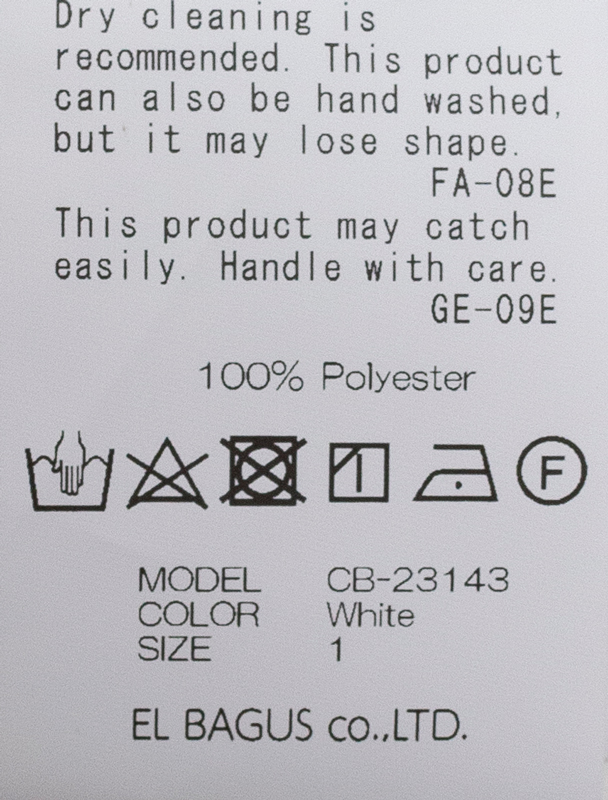 Dry cleaning is
recommended. This product
can also be hand washed,
but it may lose shape.
FA-08E
This product may catch
easily. Handle with care.
GE-09E
100% Polyester
F
MODEL CB-23143
COLOR White
SIZE 1
EL BAGUS co.,LTD.